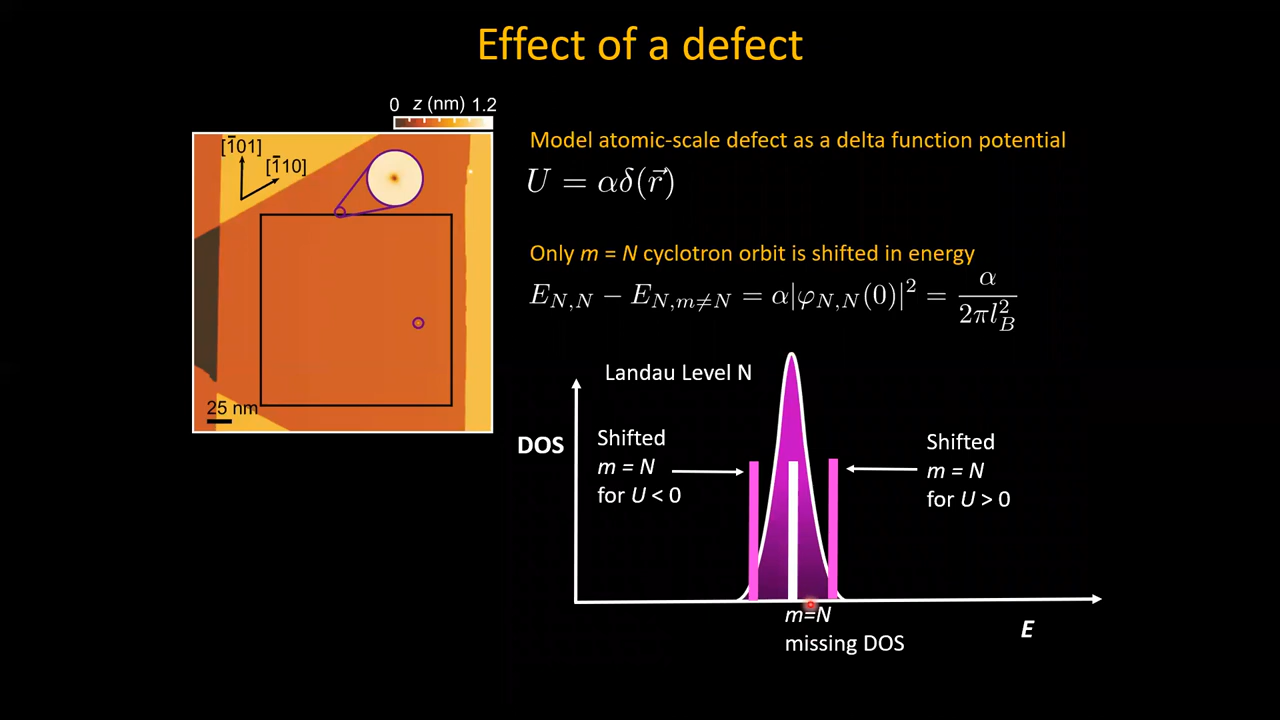 Effect of a defect
0 z (nm) 1.2
[1̅01]
[1̅10]
25 nm
Model atomic-scale defect as a delta function potential
U = αδ(r⃗)
Only m = N cyclotron orbit is shifted in energy
E_{N,N} − E_{N,m≠N} = α|φ_{N,N}(0)|² = α / 2πl_B²
Landau Level N
DOS
Shifted
m = N
for U < 0
Shifted
m = N
for U > 0
m=N
missing DOS
E